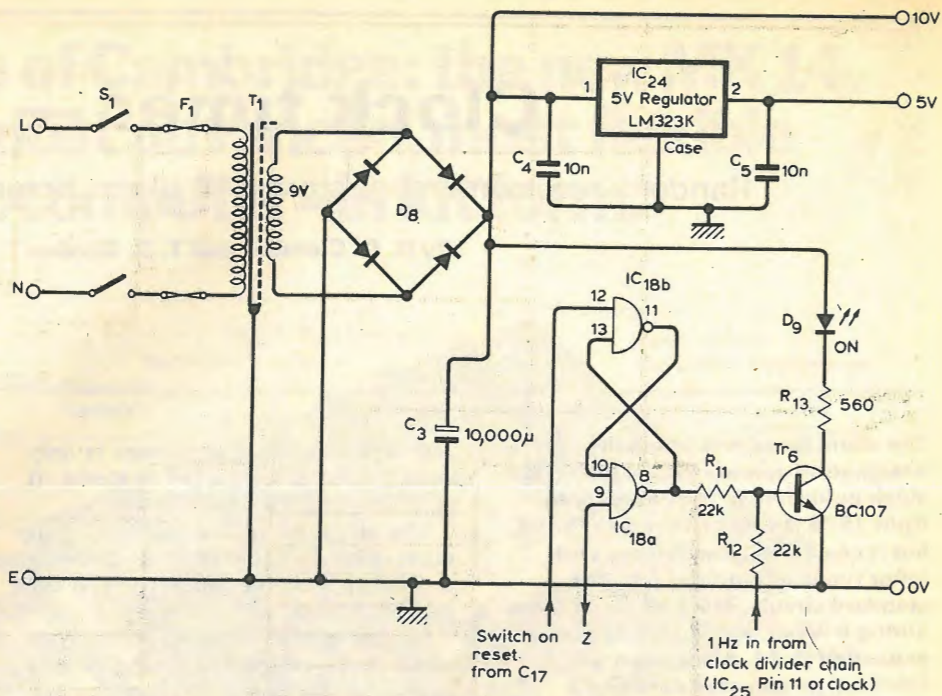 10V
IC24
5V Regulator
LM323K
1
2
5V
Case
C4
10n
C5
10n
L
S1
F1
T1
9V
D8
N
IC18b
12
11
13
D9
ON
R13
560
C3
10,000µ
10
8
9
IC
18a
R11
22k
Tr6
BC107
R12
22k
E
0V
Switch on
reset
from C17
Z
1Hz in from
clock divider chain
(IC25 Pin 11 of clock)